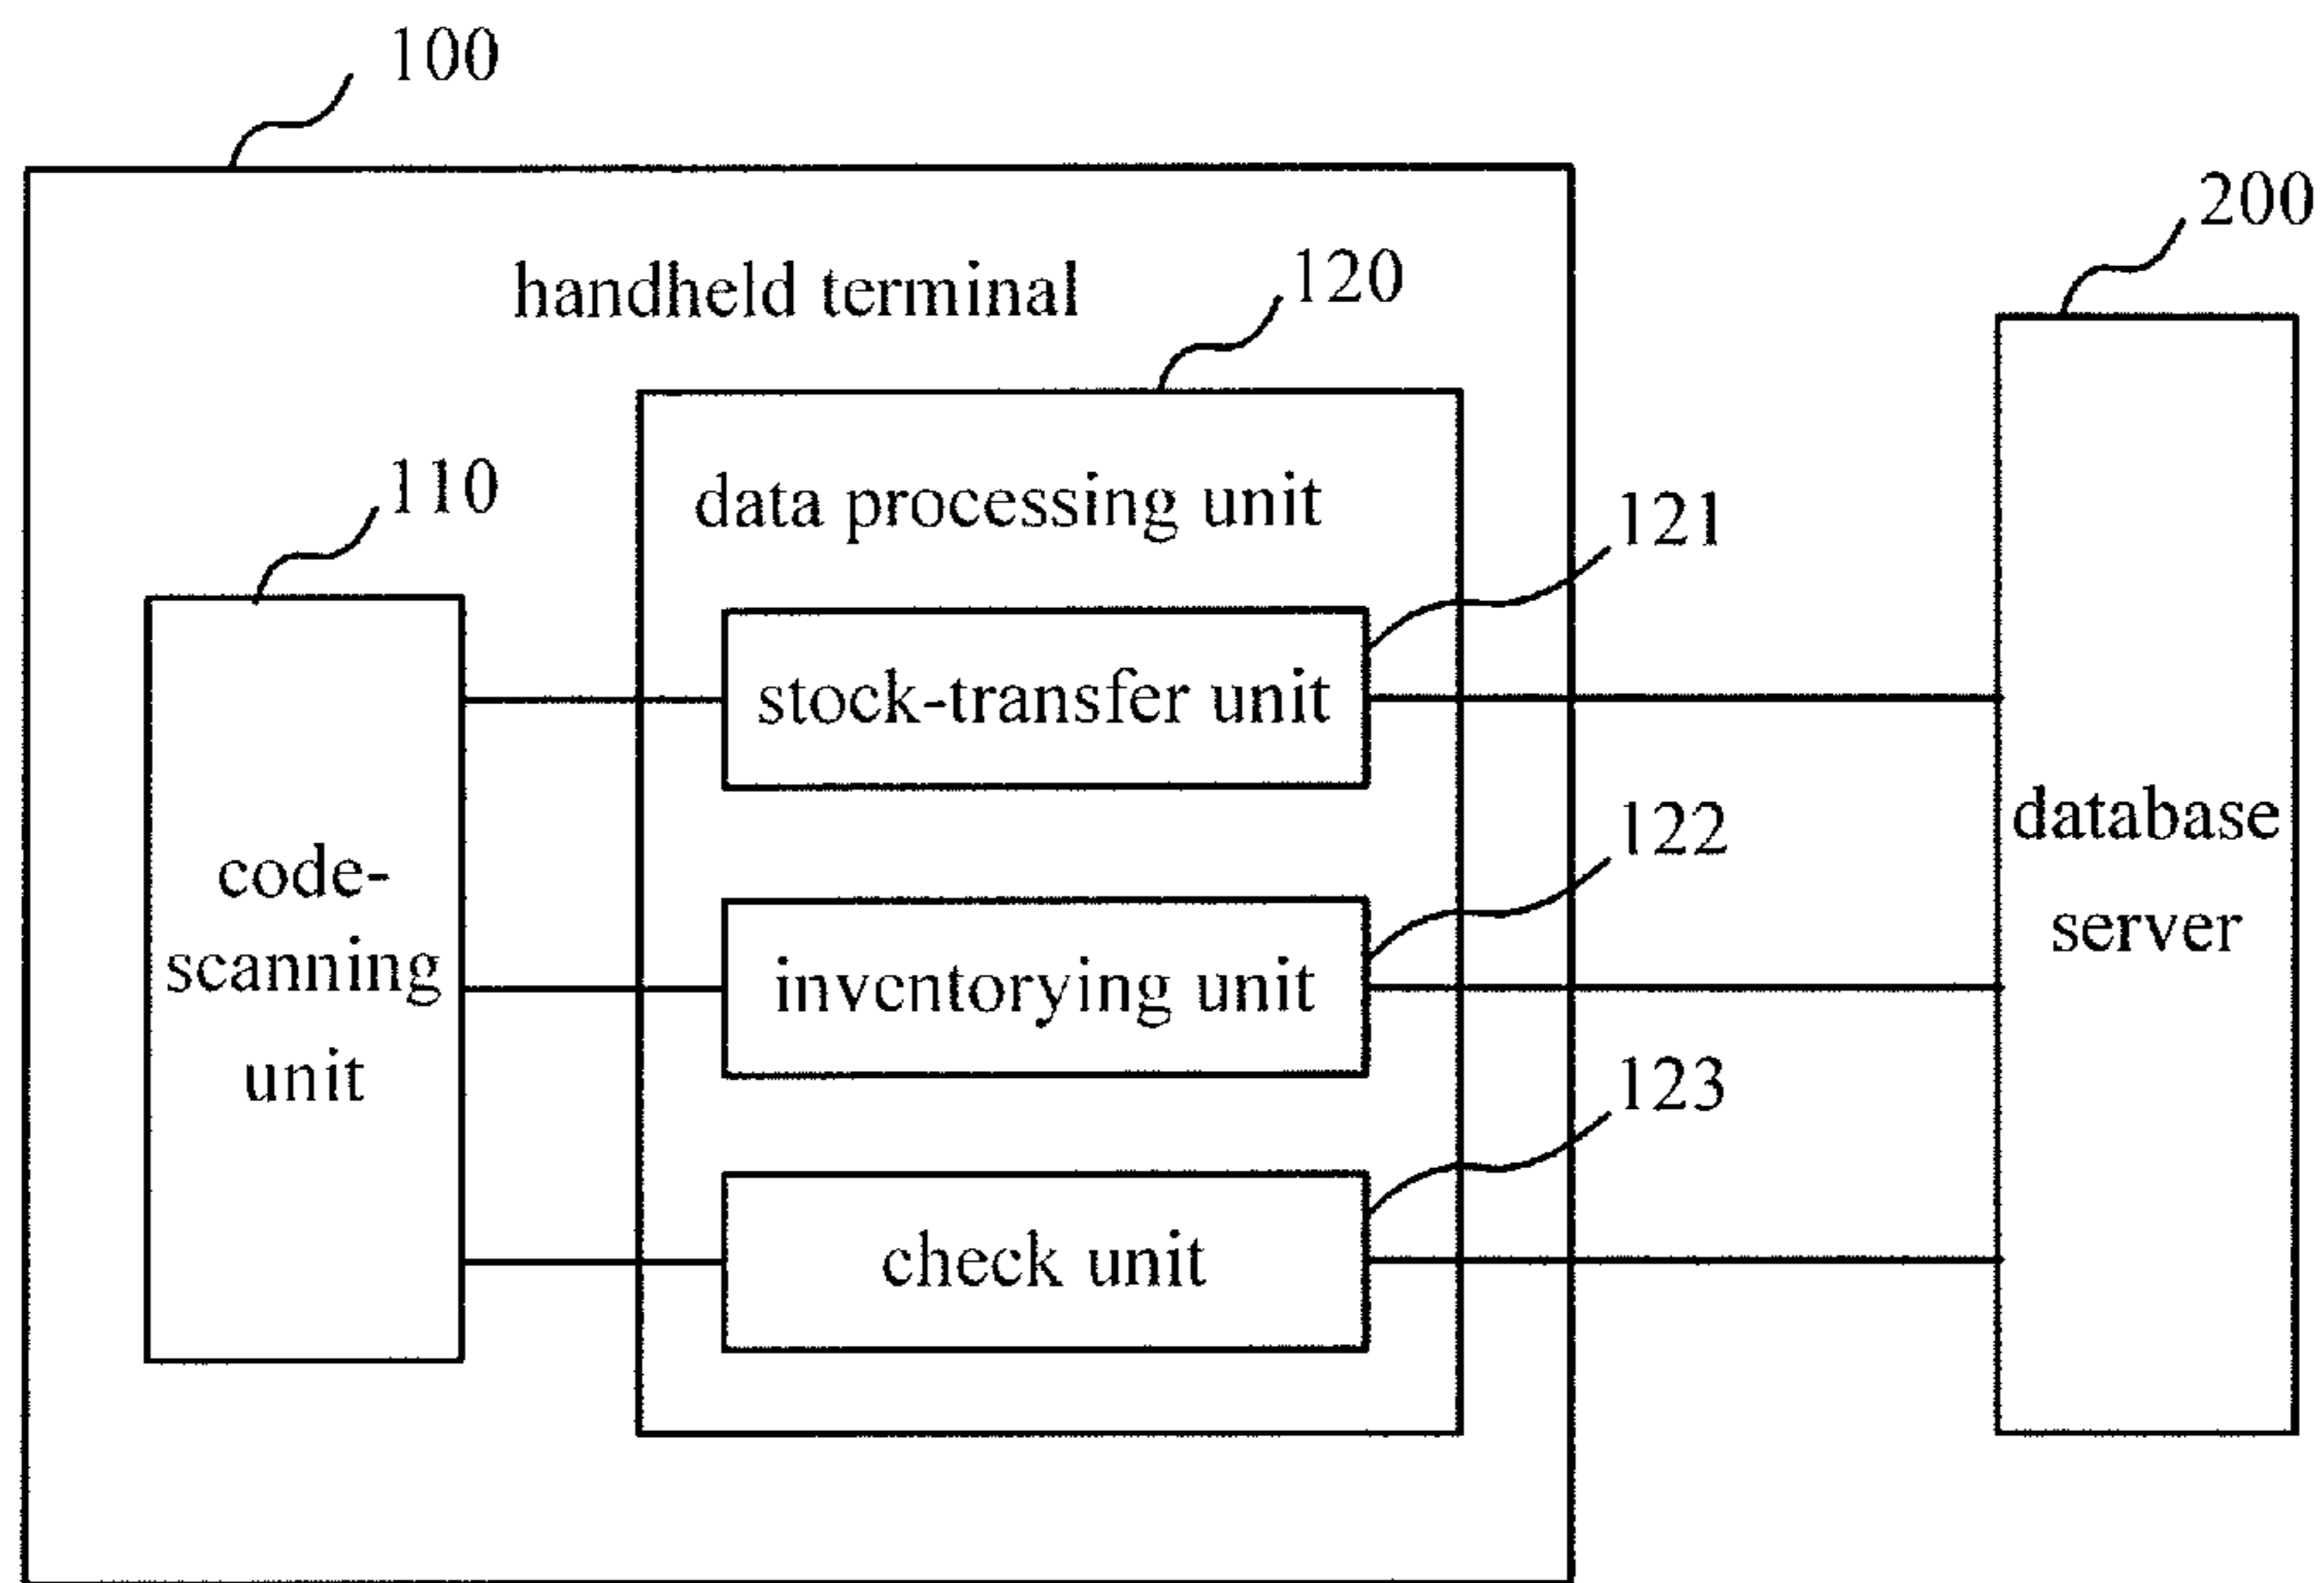 100
200
handheld terminal
120
110
data processing unit
121
stock-transfer unit
122
database
server
code-
scanning
unit
inventorying unit
123
check unit